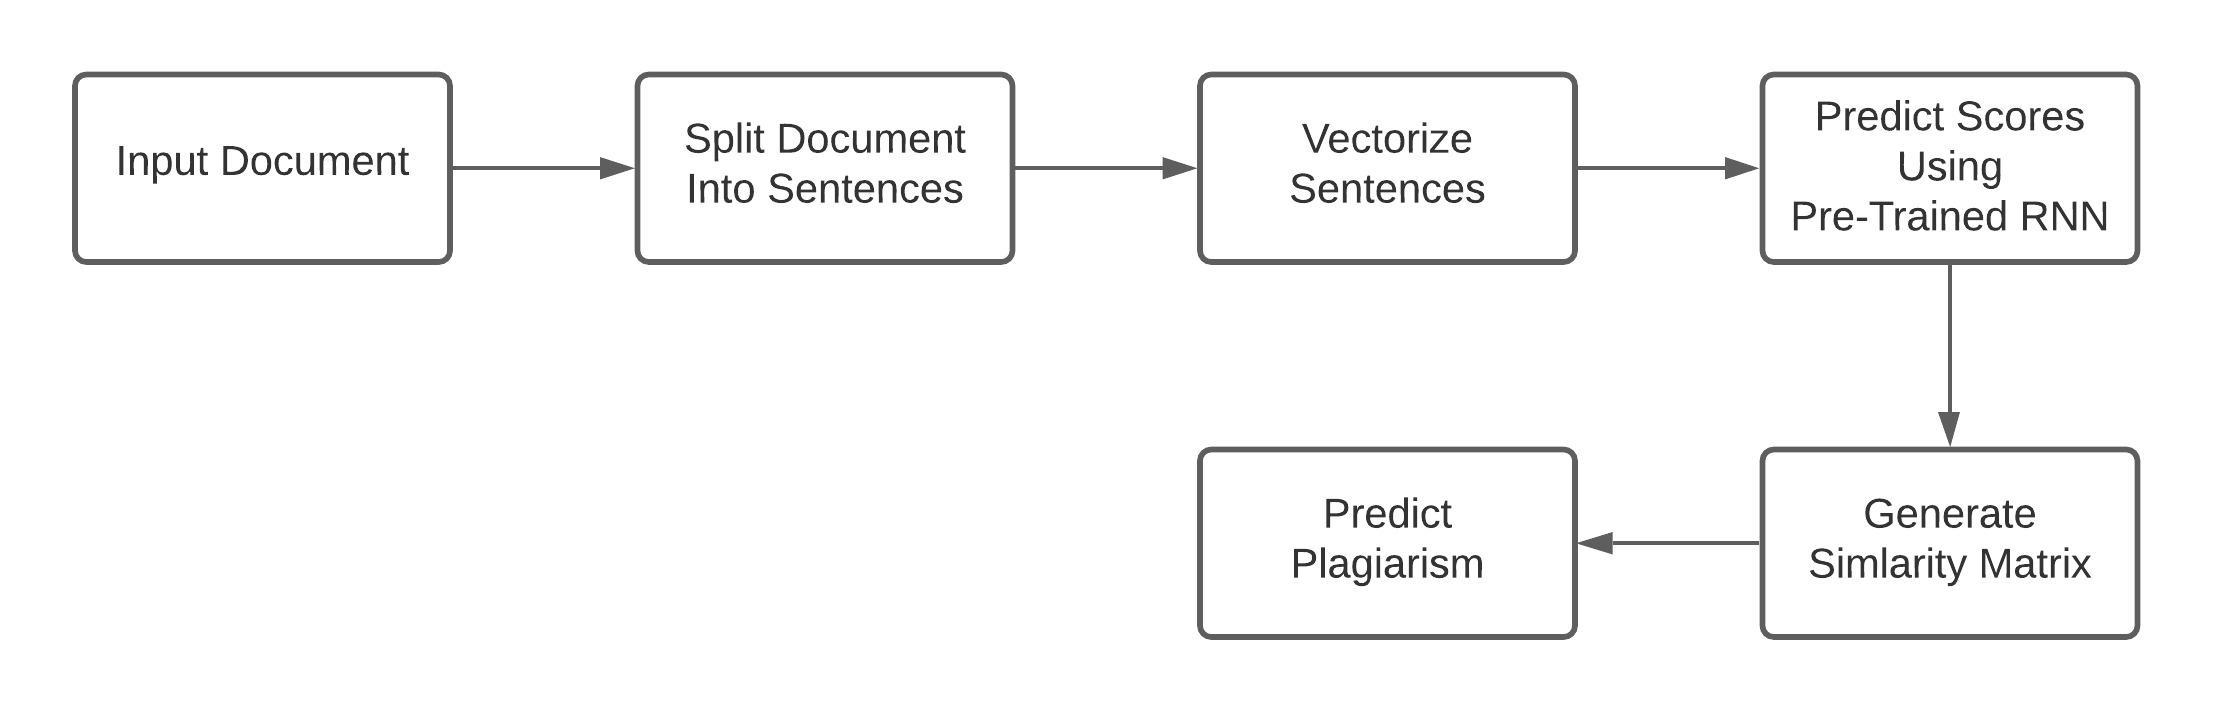 Input Document
Split Document
Into Sentences
Vectorize
Sentences
Predict Scores
Using
Pre-Trained RNN
Generate
Simlarity Matrix
Predict
Plagiarism